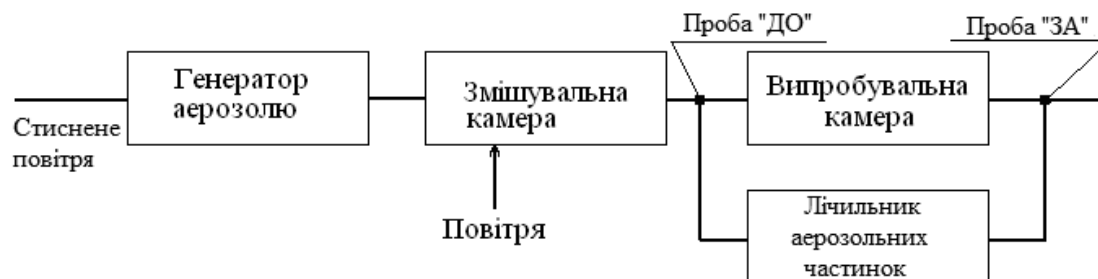 Проба "ДО"
Проба "ЗА"
Генератор
аерозолю
Змішувальна
камера
Випробувальна
камера
Стиснене
повітря
Повітря
Лічильник
аерозольних
частинок